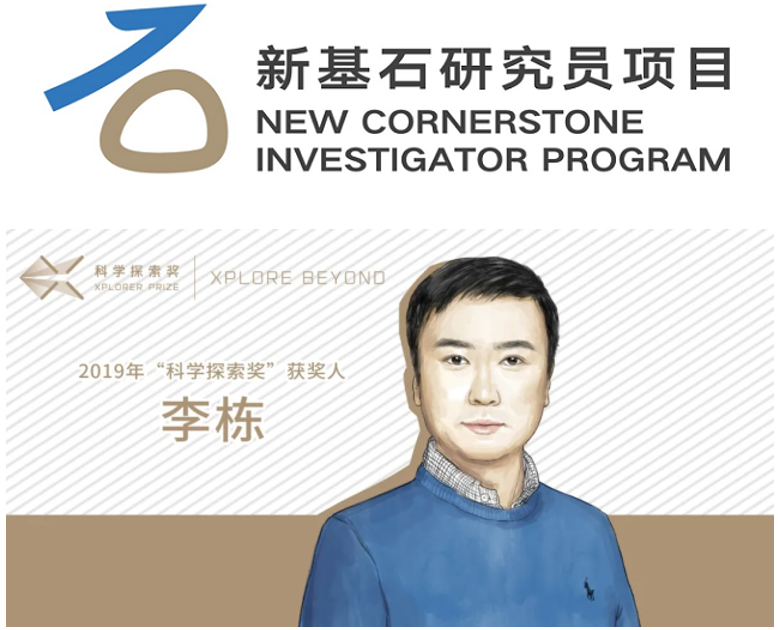 新基石研究员项目
NEW CORNERSTONE
INVESTIGATOR PROGRAM
科学探索奖
XPLORER PRIZE
XPLORE BEYOND
2019年“科学探索奖”获奖人
李栋